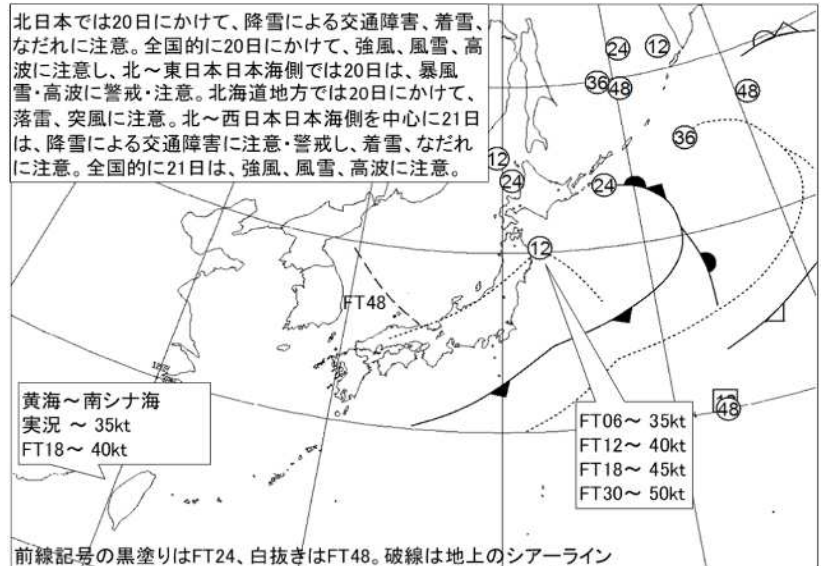 北日本では20日にかけて、降雪による交通障害、着雪、
なだれに注意。全国的に20日にかけて、強風、風雪、高
波に注意し、北～東日本日本海側では20日は、暴風
雪・高波に警戒・注意。北海道地方では20日にかけて、
落雷、突風に注意。北～西日本日本海側を中心に21日
は、降雪による交通障害に注意・警戒し、着雪、なだれ
に注意。全国的に21日は、強風、風雪、高波に注意。
24
12
36
48
48
36
12
24
24
12
FT48
黄海～南シナ海
実況 ～ 35kt
FT18～ 40kt
48
FT06～ 35kt
FT12～ 40kt
FT18～ 45kt
FT30～ 50kt
前線記号の黒塗りはFT24、白抜きはFT48。破線は地上のシアーライン